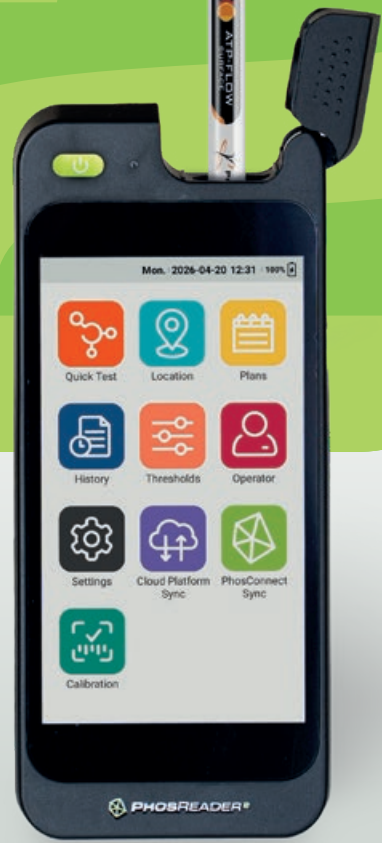 ATP-FLOW
SURFACE
Mon. 2026-04-20 12:31 100%
Quick Test
Location
Plans
History
Thresholds
Operator
Settings
Cloud Platform
Sync
PhosConnect
Sync
Calibration
PHOSREADER